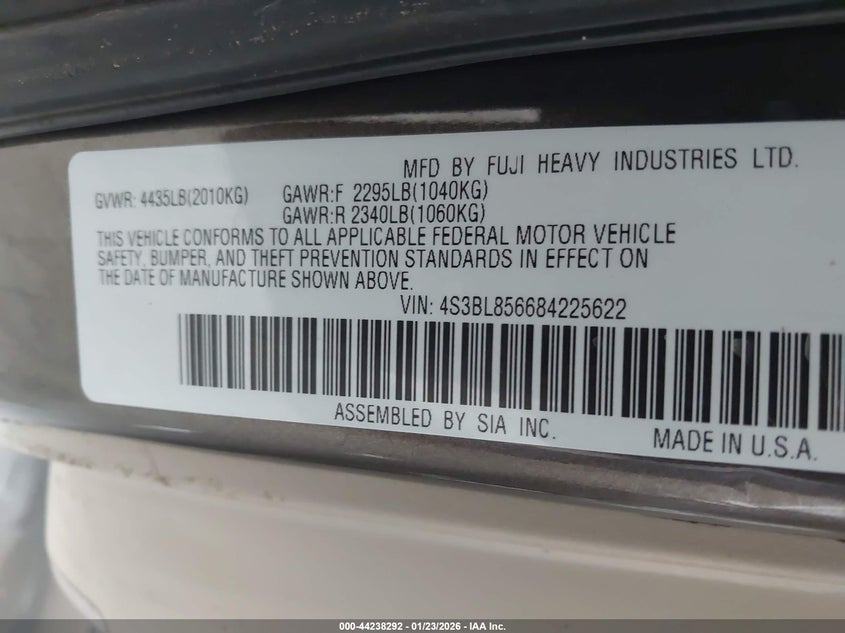 MFD BY FUJI HEAVY INDUSTRIES LTD.
GVWR: 4435LB(2010KG) GAWR:F 2295LB(1040KG)
GAWR:R 2340LB(1060KG)
THIS VEHICLE CONFORMS TO ALL APPLICABLE FEDERAL MOTOR VEHICLE
SAFETY, BUMPER, AND THEFT PREVENTION STANDARDS IN EFFECT ON
THE DATE OF MANUFACTURE SHOWN ABOVE.
VIN: 4S3BL856684225622
ASSEMBLED BY SIA INC.
MADE IN U.S.A.
000-44238292 - 01/23/2026 - IAA Inc.